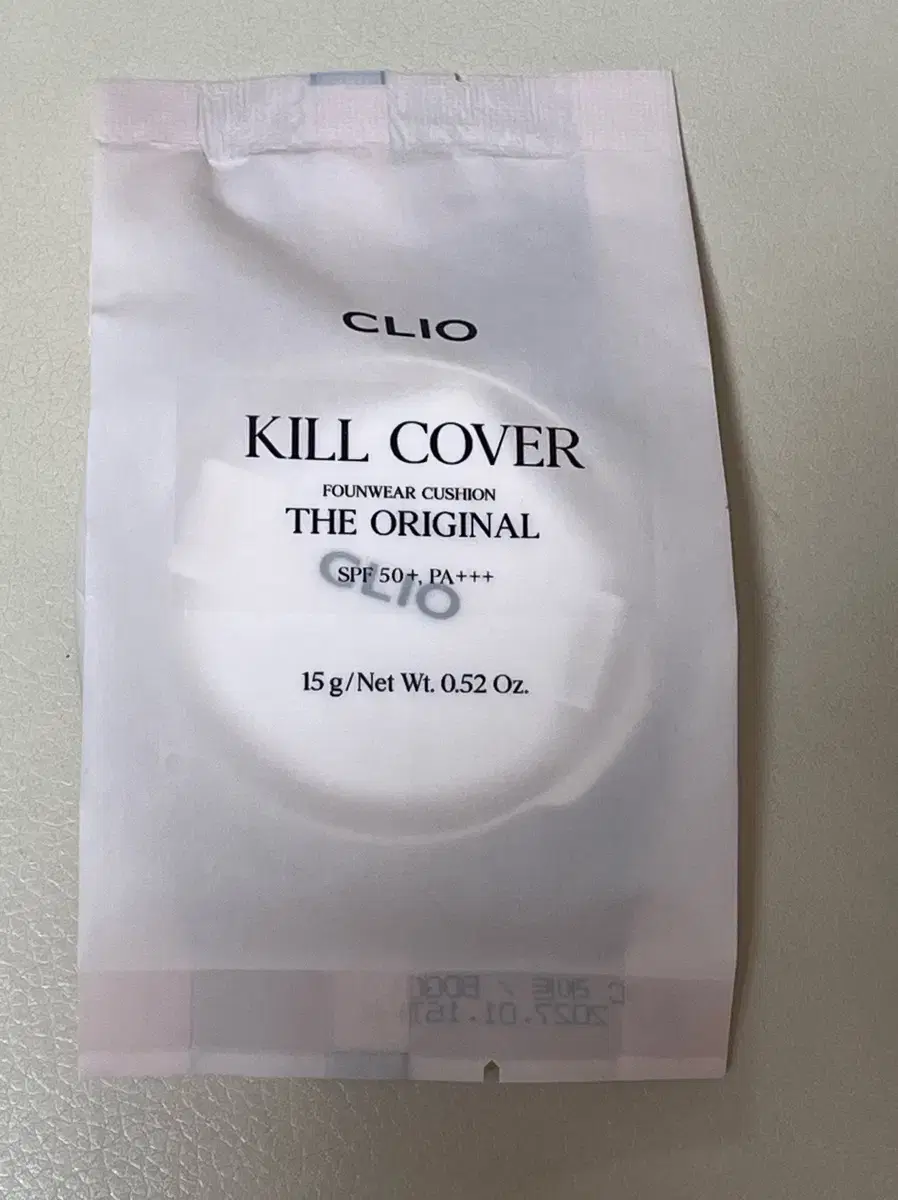 CLIO
KILL COVER
FOUNWEAR CUSHION
THE ORIGINAL
CLIO
SPF 50+, PA+++
15 g/Net Wt. 0.52 Oz.
2027.01.15